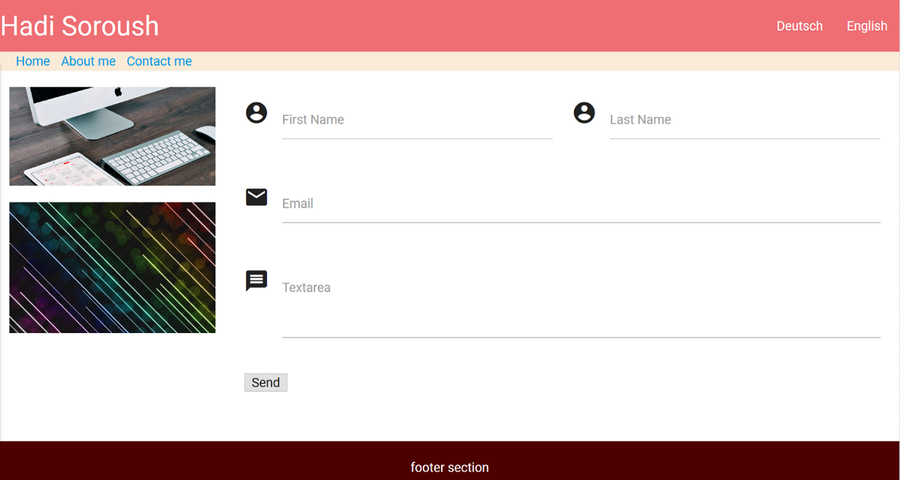 Hadi Soroush
Deutsch English
Home About me Contact me
First Name Last Name
Email
Textarea
Send
footer section